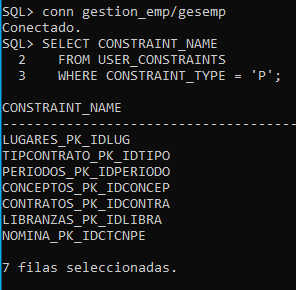 SQL> conn gestion_emp/gesemp
Conectado.
SQL> SELECT CONSTRAINT_NAME
  2    FROM USER_CONSTRAINTS
  3    WHERE CONSTRAINT_TYPE = 'P';
CONSTRAINT_NAME
------------------------------------
LUGARES_PK_IDLUG
TIPCONTRATO_PK_IDTIPO
PERIODOS_PK_IDPERIODO
CONCEPTOS_PK_IDCONCEP
CONTRATOS_PK_IDCONTRA
LIBRANZAS_PK_IDLIBRA
NOMINA_PK_IDCTCNPE
7 filas seleccionadas.